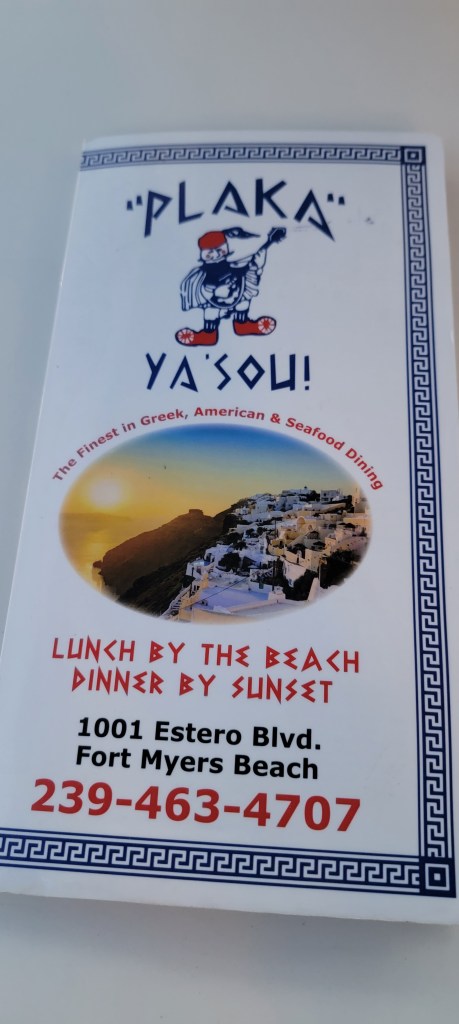 "PLAKA"
YA'SOU!
The Finest in Greek, American & Seafood Dining
LUNCH BY THE BEACH
DINNER BY SUNSET
1001 Estero Blvd.
Fort Myers Beach
239-463-4707